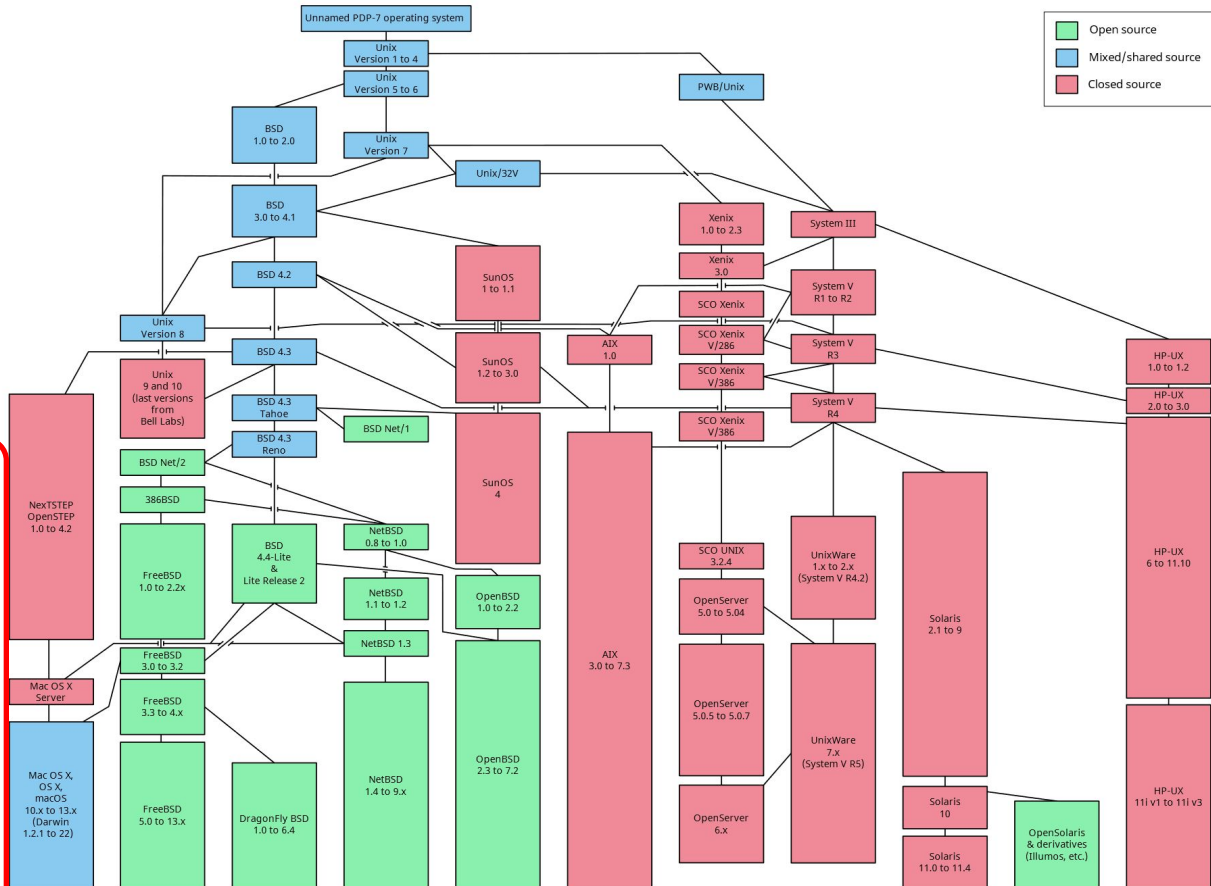 Unnamed PDP-7 operating system
Open source
Mixed/shared source
Closed source
Unix
Version 1 to 4
Unix
Version 5 to 6
PWB/Unix
BSD
1.0 to 2.0
Unix
Version 7
Unix/32V
BSD
3.0 to 4.1
Xenix
1.0 to 2.3
System III
SunOS
1 to 1.1
Xenix
3.0
BSD 4.2
System V
R1 to R2
SCO Xenix
Unix
Version 8
SCO Xenix
V/286
AIX
1.0
System V
R3
BSD 4.3
SunOS
1.2 to 3.0
HP-UX
1.0 to 1.2
Unix
9 and 10
(last versions
from
Bell Labs)
SCO Xenix
V/386
HP-UX
2.0 to 3.0
BSD 4.3
Tahoe
System V
R4
BSD Net/1
SCO Xenix
V/386
BSD 4.3
Reno
BSD Net/2
SunOS
4
386BSD
NexTSTEP
OpenSTEP
1.0 to 4.2
NetBSD
0.8 to 1.0
BSD
4.4-Lite
&
Lite Release 2
FreeBSD
1.0 to 2.2x
SCO UNIX
3.2.4
UnixWare
1.x to 2.x
(System V R4.2)
HP-UX
6 to 11.10
NetBSD
1.1 to 1.2
OpenBSD
1.0 to 2.2
OpenServer
5.0 to 5.04
Solaris
2.1 to 9
NetBSD 1.3
FreeBSD
3.0 to 3.2
AIX
3.0 to 7.3
Mac OS X
Server
FreeBSD
3.3 to 4.x
OpenServer
5.0.5 to 5.0.7
UnixWare
7.x
(System V R5)
Mac OS X,
OS X,
macOS
10.x to 13.x
(Darwin
1.2.1 to 22)
FreeBSD
5.0 to 13.x
DragonFly BSD
1.0 to 6.4
NetBSD
1.4 to 9.x
OpenBSD
2.3 to 7.2
OpenServer
6.x
Solaris
10
OpenSolaris
& derivatives
(Illumos, etc.)
HP-UX
11i v1 to 11i v3
Solaris
11.0 to 11.4